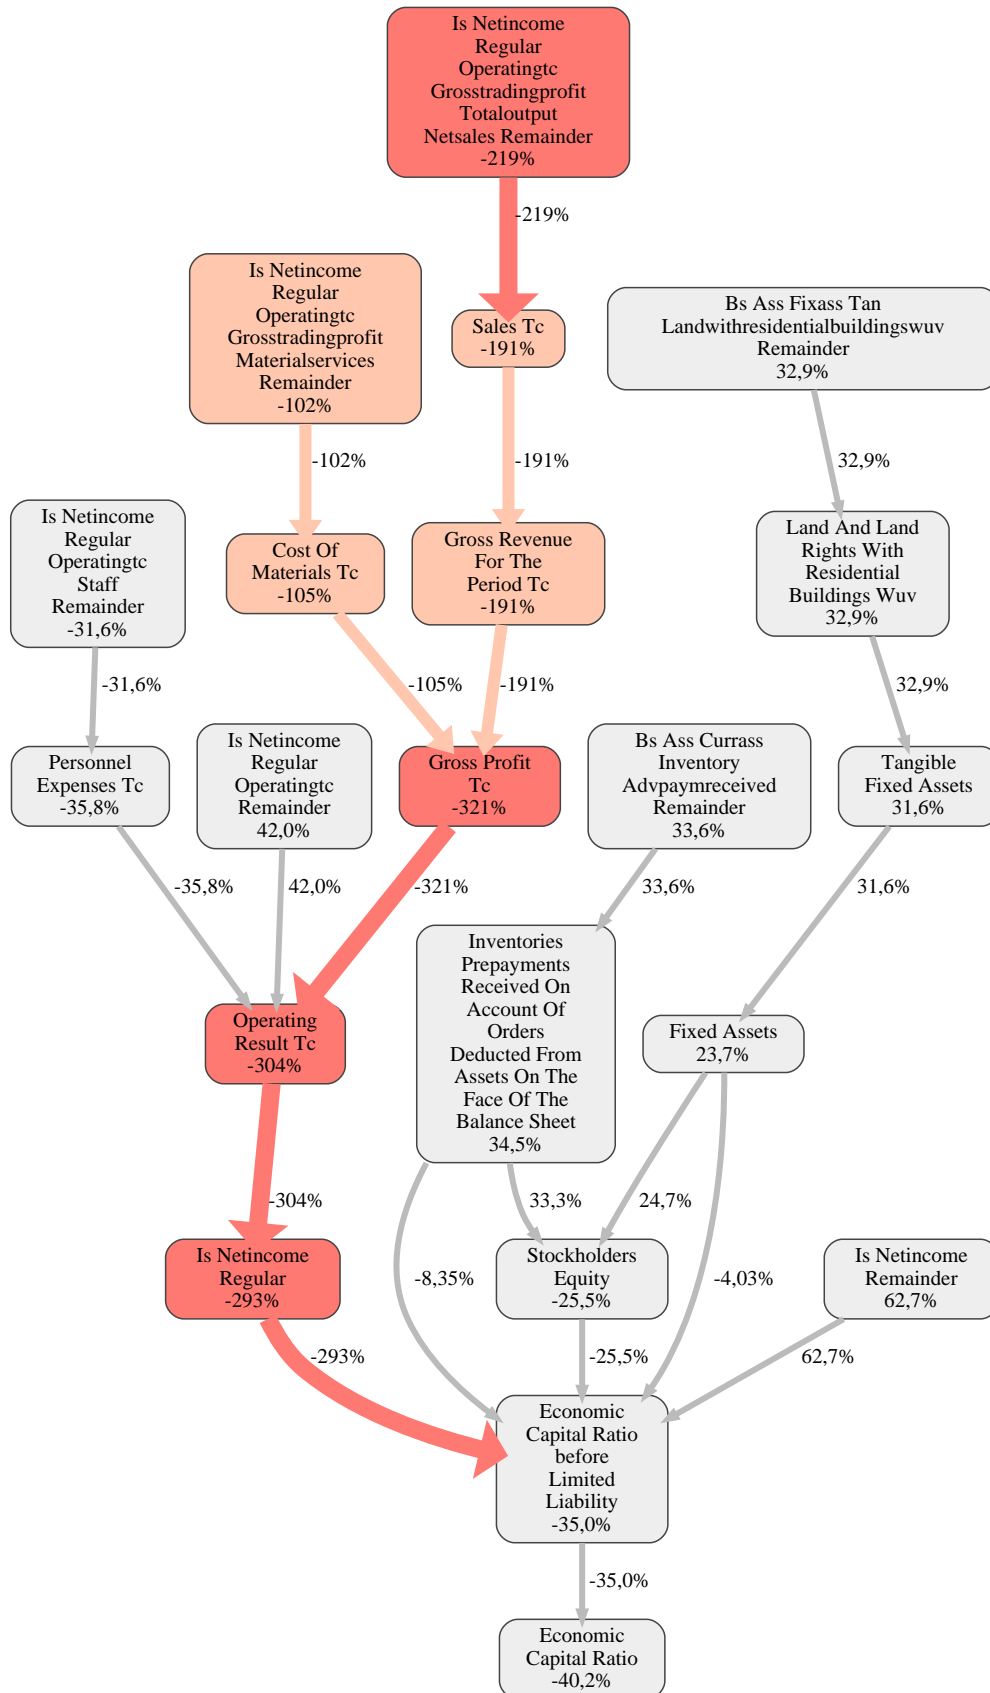 Is Netincome
Regular
Operatingtc
Grosstradingprofit
Totaloutput
Netsales Remainder
-219%
-219%
Is Netincome
Regular
Operatingtc
Grosstradingprofit
Materialservices
Remainder
-102%
Sales Tc
-191%
Bs Ass Fixass Tan
Landwithresidentialbuildingswuv
Remainder
32,9%
-102%
-191%
32,9%
Is Netincome
Regular
Operatingtc
Staff
Remainder
-31,6%
Cost Of
Materials Tc
-105%
Gross Revenue
For The
Period Tc
-191%
Land And Land
Rights With
Residential
Buildings Wuv
32,9%
-31,6%
-105%
-191%
32,9%
Personnel
Expenses Tc
-35,8%
Is Netincome
Regular
Operatingtc
Remainder
42,0%
Gross Profit
Tc
-321%
Bs Ass Currass
Inventory
Advpaymreceived
Remainder
33,6%
Tangible
Fixed Assets
31,6%
-35,8%
42,0%
-321%
33,6%
31,6%
Operating
Result Tc
-304%
Inventories
Prepayments
Received On
Account Of
Orders
Deducted From
Assets On The
Face Of The
Balance Sheet
34,5%
Fixed Assets
23,7%
-304%
33,3%
24,7%
Is Netincome
Regular
-293%
-8,35%
Stockholders
Equity
-25,5%
-4,03%
Is Netincome
Remainder
62,7%
-293%
-25,5%
62,7%
Economic
Capital Ratio
before
Limited
Liability
-35,0%
-35,0%
Economic
Capital Ratio
-40,2%